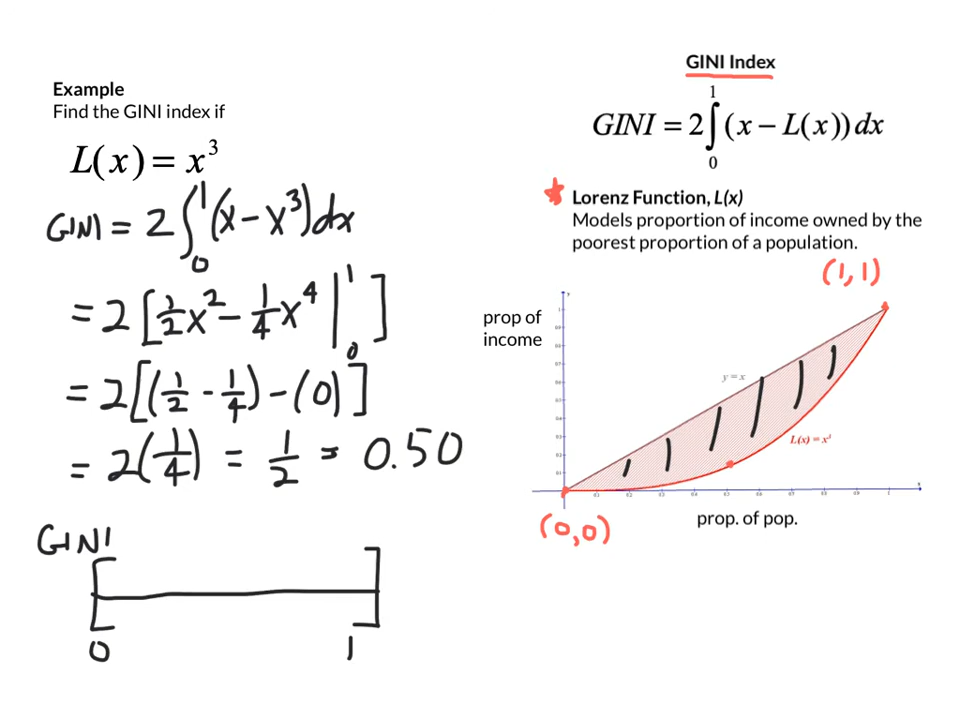 Example
Find the GINI index if
L(x) = x³
GINI = 2∫₀¹(x - x³)dx
= 2[½x² - ¼x⁴|₀¹]
= 2[(½ - ¼) - (0)]
= 2(¼) = ½ = 0.50
GINI
0 1
GINI Index
GINI = 2∫₀¹(x - L(x))dx
Lorenz Function, L(x)
Models proportion of income owned by the
poorest proportion of a population.
(1,1)
prop of
income
y = x
L(x) = x³
(0,0)
prop. of pop.